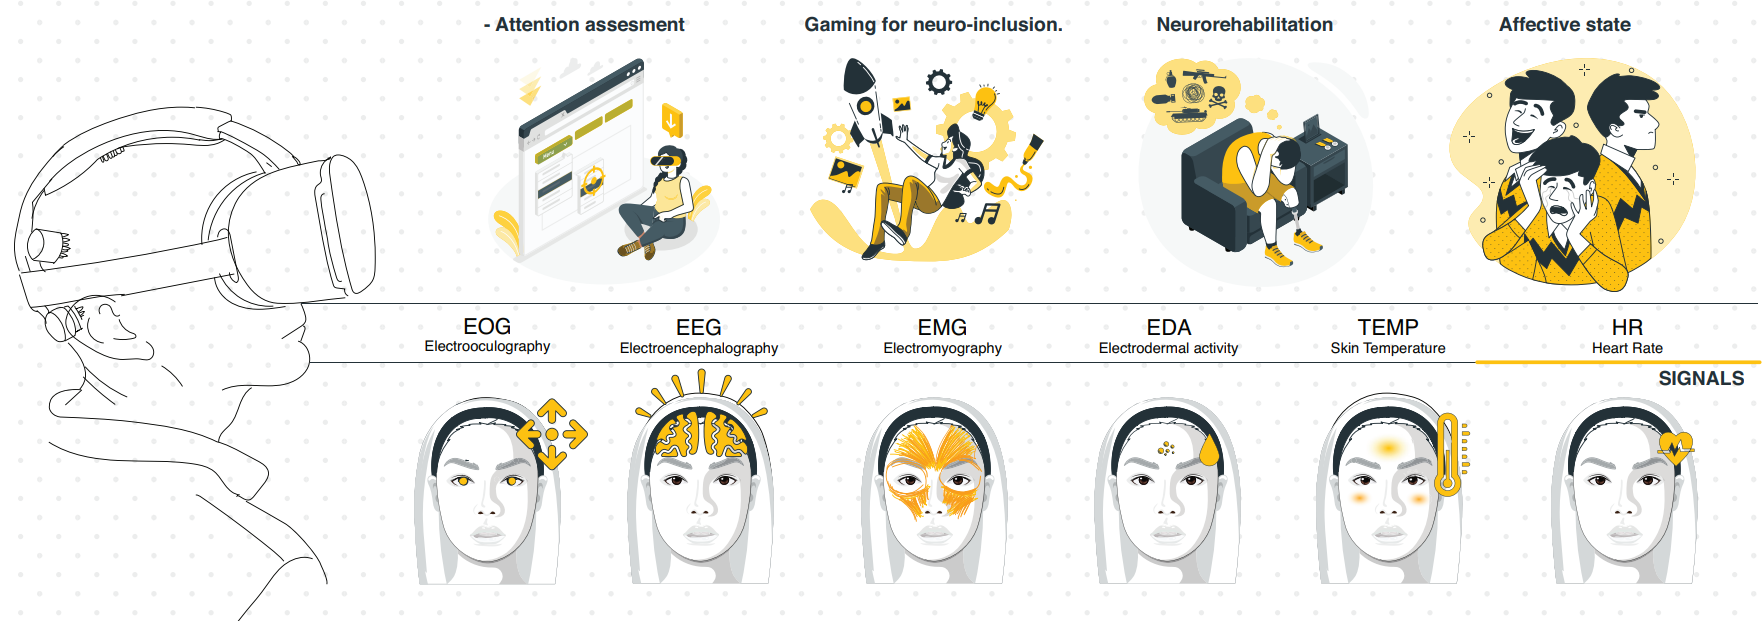 - Attention assesment
Gaming for neuro-inclusion.
Neurorehabilitation
Affective state
EOG
Electrooculography
EEG
Electroencephalography
EMG
Electromyography
EDA
Electrodermal activity
TEMP
Skin Temperature
HR
Heart Rate
SIGNALS